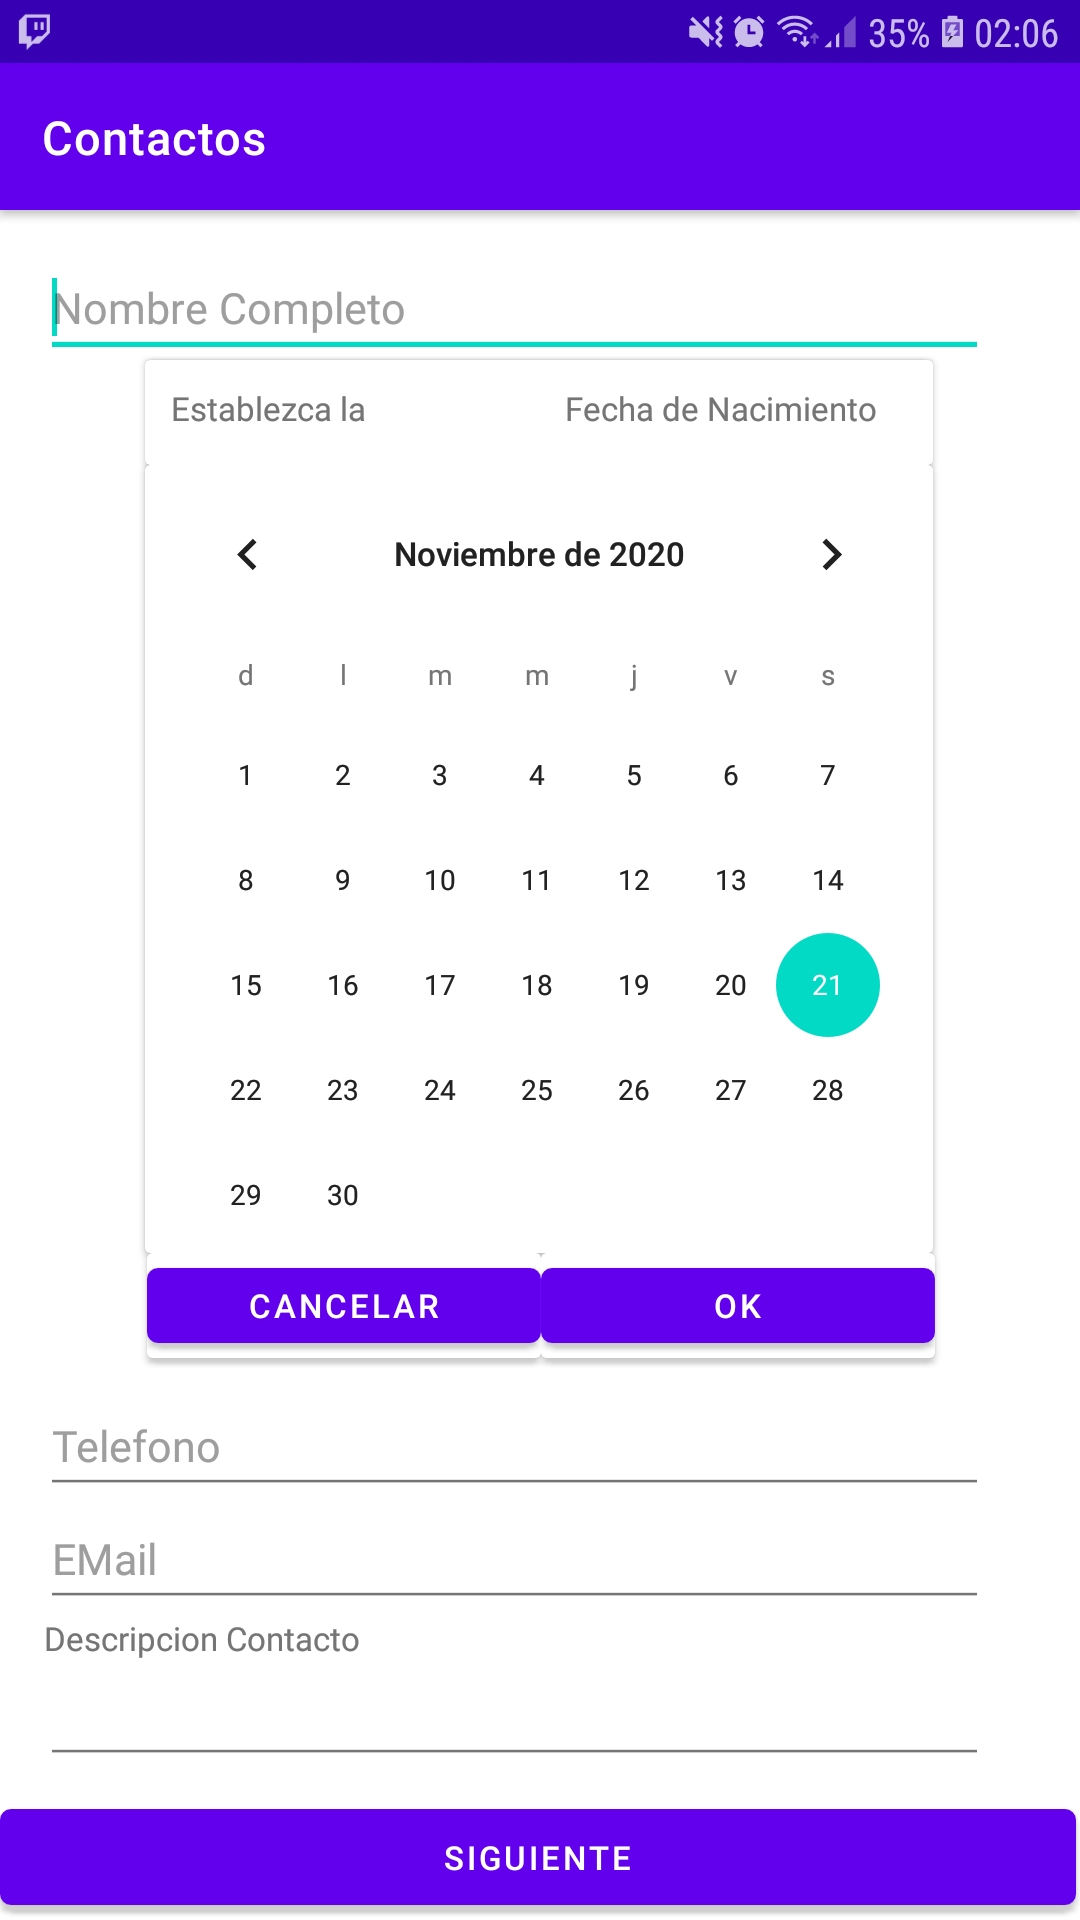 35% 02:06
Contactos
Nombre Completo
Establezca la Fecha de Nacimiento
Noviembre de 2020
d l m m j v s
1 2 3 4 5 6 7
8 9 10 11 12 13 14
15 16 17 18 19 20 21
22 23 24 25 26 27 28
29 30
CANCELAR OK
Telefono
EMail
Descripcion Contacto
SIGUIENTE